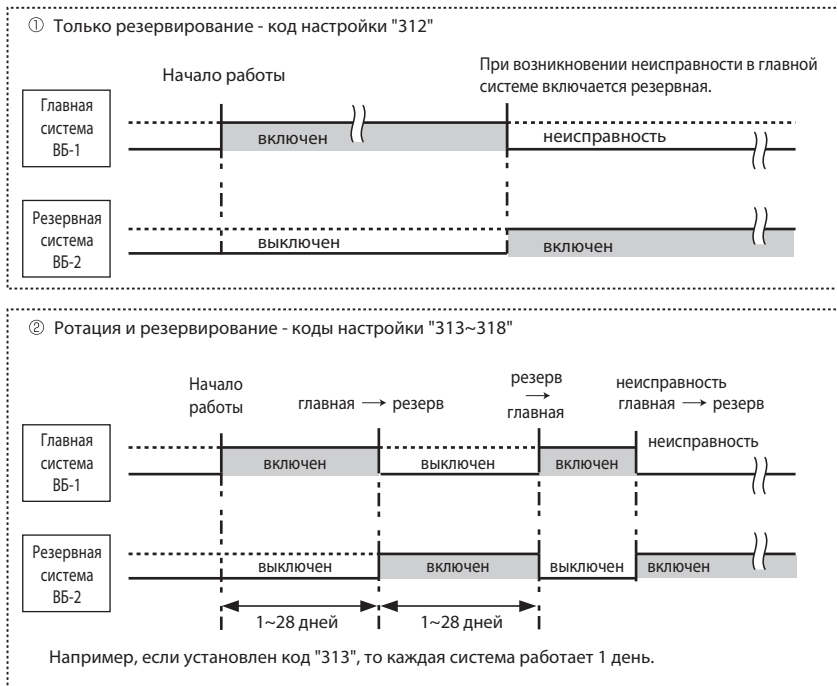 ① Только резервирование - код настройки "312"
Начало работы
При возникновении неисправности в главной
системе включается резервная.
Главная
система
ВБ-1
включен
неисправность
Резервная
система
ВБ-2
выключен
включен
② Ротация и резервирование - коды настройки "313~318"
Начало
работы
главная → резерв
резерв
→
главная
неисправность
главная → резерв
Главная
система
ВБ-1
включен
выключен
включен
неисправность
Резервная
система
ВБ-2
выключен
включен
выключен
включен
1~28 дней
1~28 дней
Например, если установлен код "313", то каждая система работает 1 день.